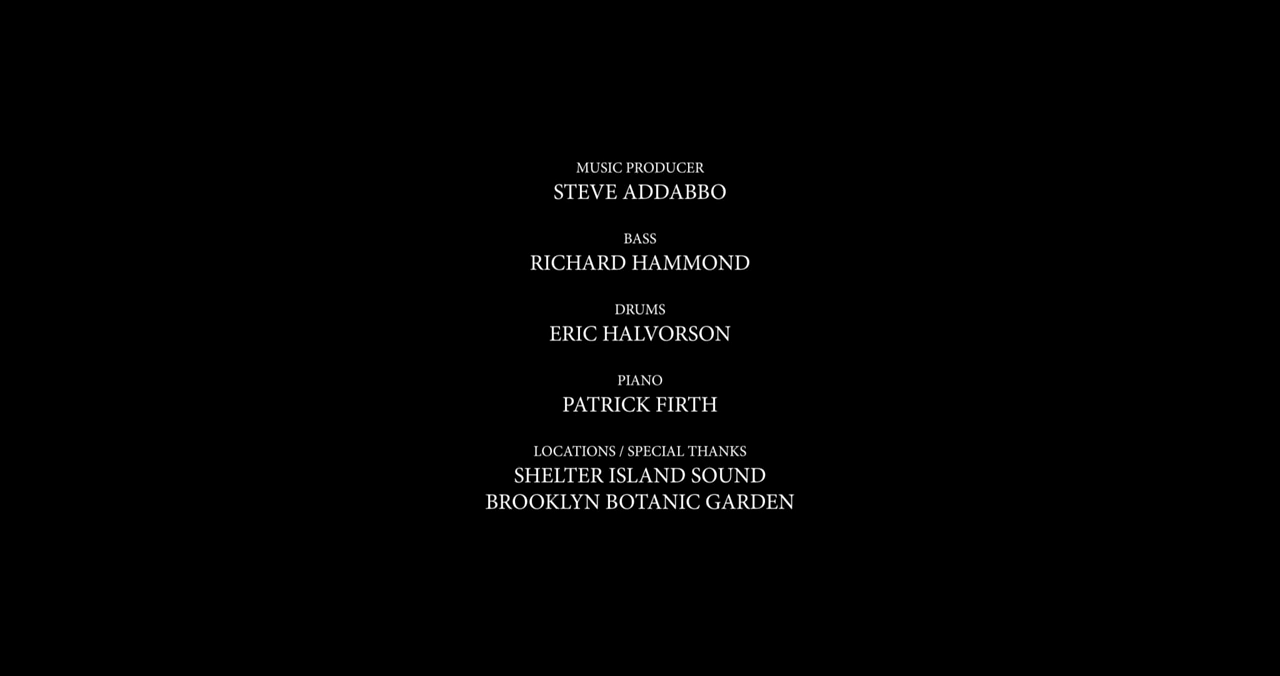 MUSIC PRODUCER
STEVE ADDABBO
BASS
RICHARD HAMMOND
DRUMS
ERIC HALVORSON
PIANO
PATRICK FIRTH
LOCATIONS / SPECIAL THANKS
SHELTER ISLAND SOUND
BROOKLYN BOTANIC GARDEN